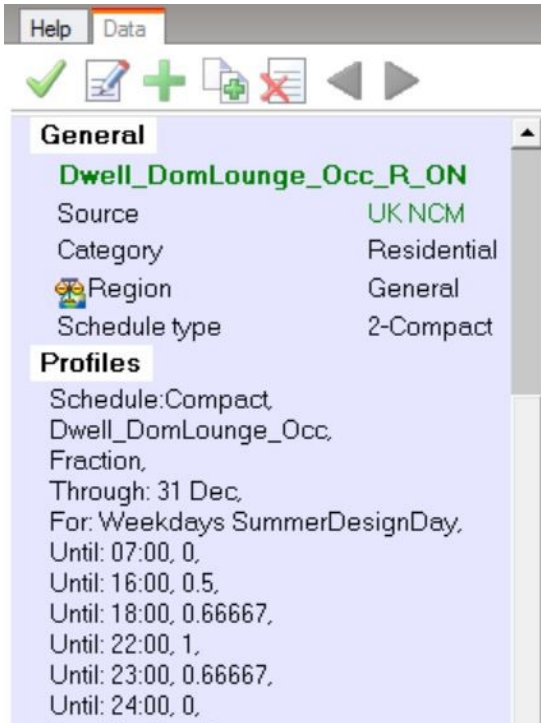 Help Data
General
Dwell_DomLounge_Occ_R_ON
Source UK NCM
Category Residential
Region General
Schedule type 2-Compact
Profiles
Schedule:Compact,
Dwell_DomLounge_Occ,
Fraction,
Through: 31 Dec,
For: Weekdays SummerDesignDay,
Until: 07:00, 0,
Until: 16:00, 0.5,
Until: 18:00, 0.66667,
Until: 22:00, 1,
Until: 23:00, 0.66667,
Until: 24:00, 0,